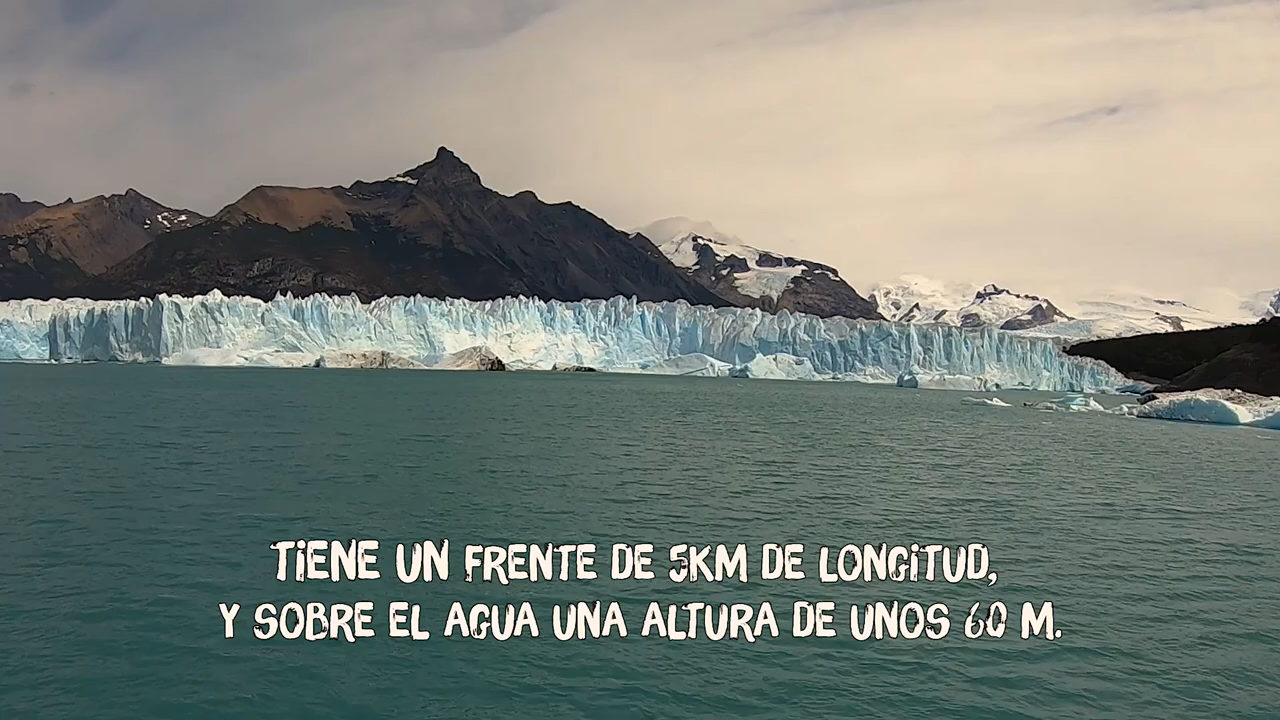 TIENE UN FRENTE DE 5KM DE LONGITUD,
Y SOBRE EL AGUA UNA ALTURA DE UNOS 60 M.